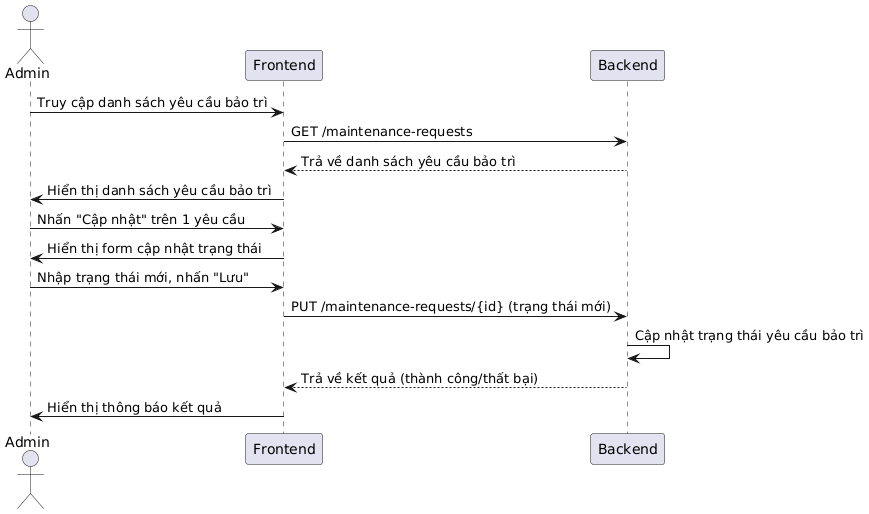 Admin
Frontend
Backend
Truy cập danh sách yêu cầu bảo trì
GET /maintenance-requests
Trả về danh sách yêu cầu bảo trì
Hiển thị danh sách yêu cầu bảo trì
Nhấn "Cập nhật" trên 1 yêu cầu
Hiển thị form cập nhật trạng thái
Nhập trạng thái mới, nhấn "Lưu"
PUT /maintenance-requests/{id} (trạng thái mới)
Cập nhật trạng thái yêu cầu bảo trì
Trả về kết quả (thành công/thất bại)
Hiển thị thông báo kết quả
Admin
Frontend
Backend